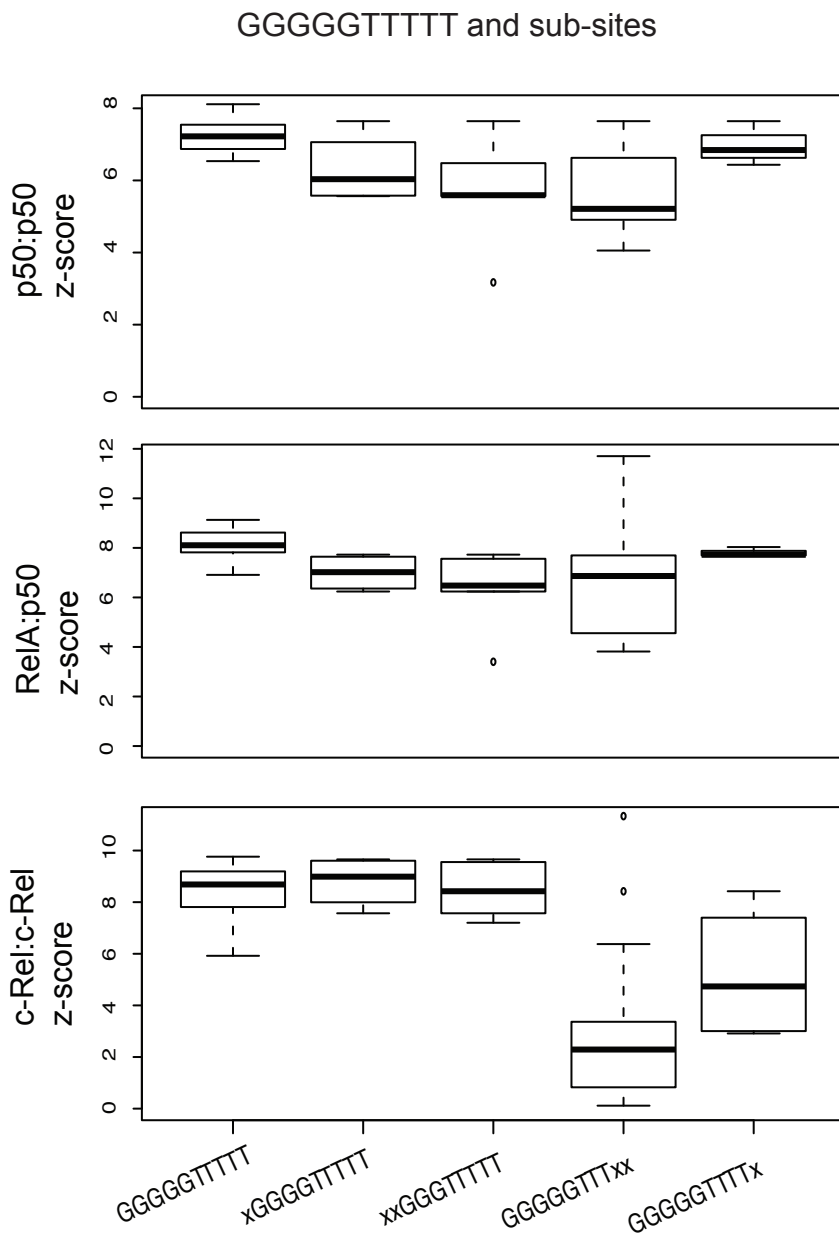 GGGGGTTTTT and sub-sites
p50:p50
z-score
0 2 4 6 8
RelA:p50
z-score
0 2 4 6 8 10 12
c-Rel:c-Rel
z-score
0 2 4 6 8 10
GGGGGTTTTT
xGGGGTTTTT
xxGGGTTTTT
GGGGGTTTxx
GGGGGTTTTx